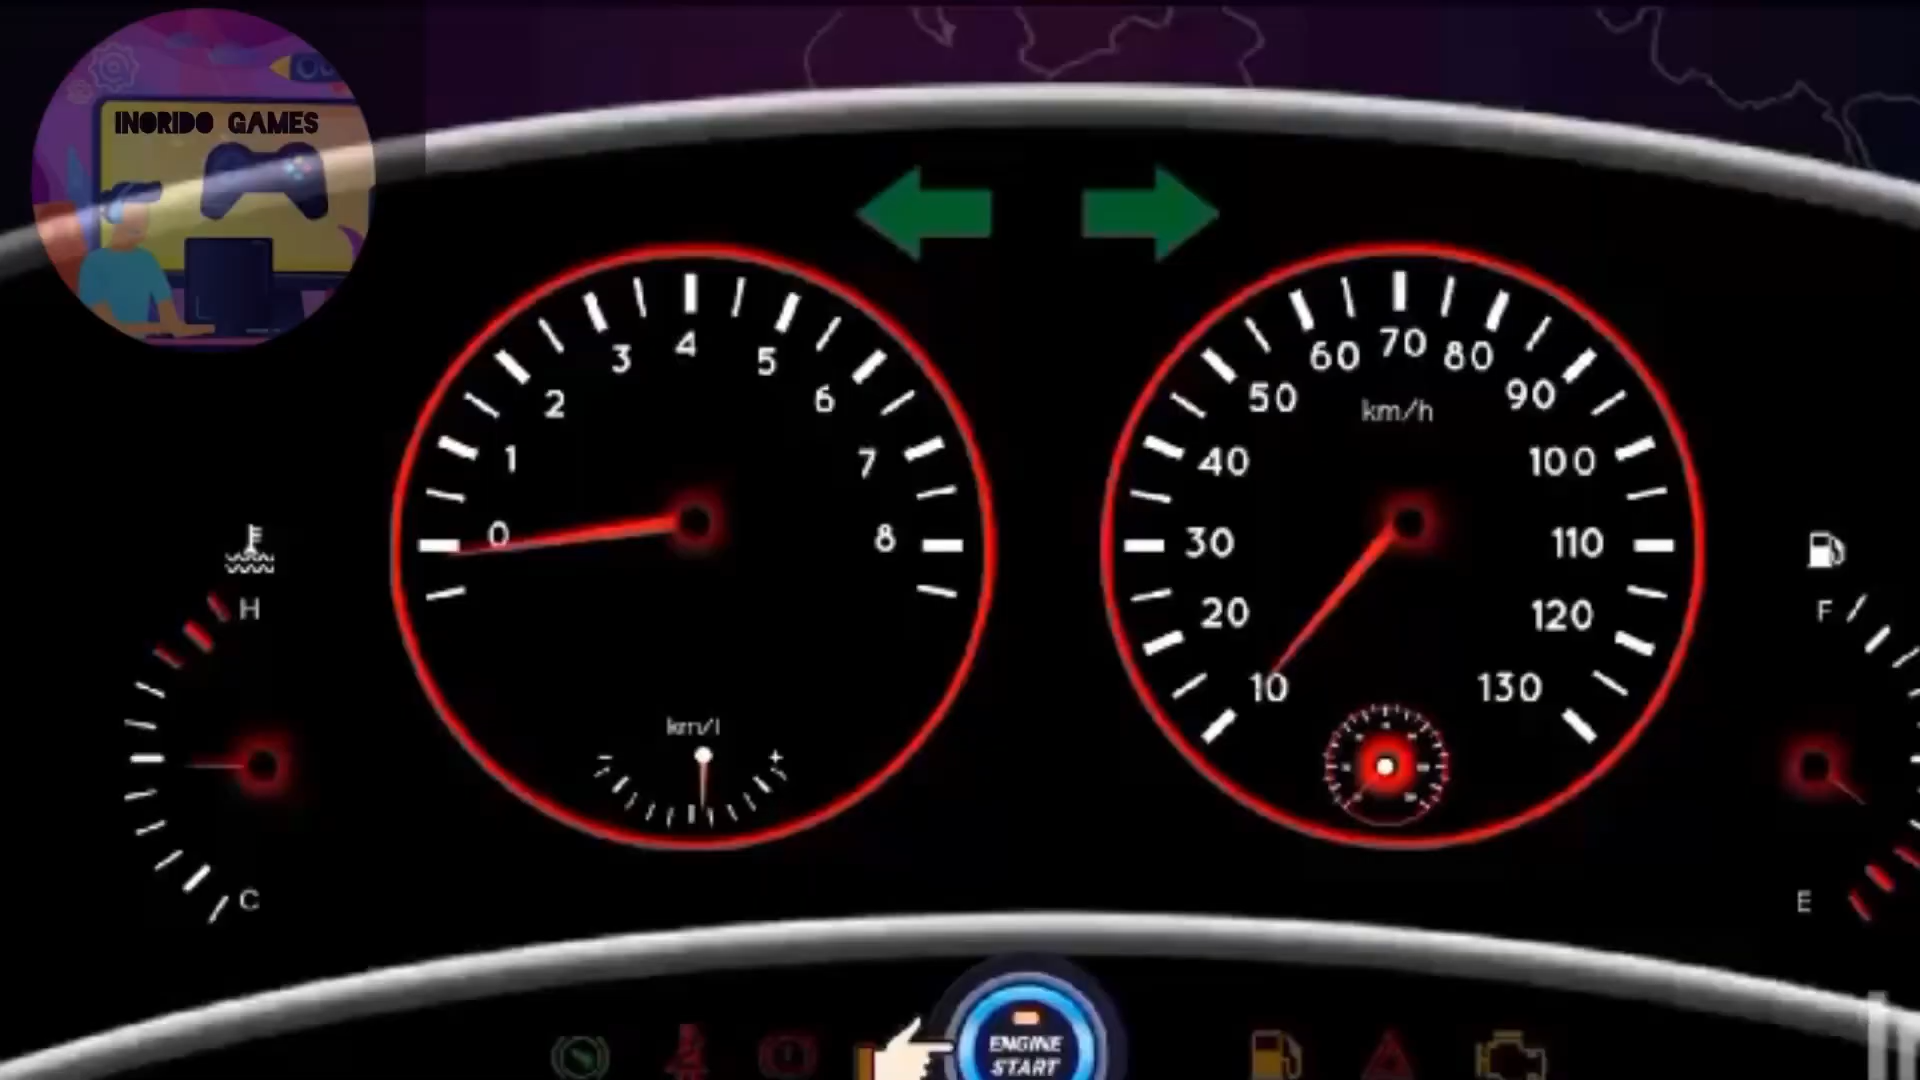 INORIDO GAMES
0 1 2 3 4 5 6 7 8
km/l
- +
10 20 30 40 50 60 70 80 90 100 110 120 130
km/h
H
C
F
E
ENGINE
START